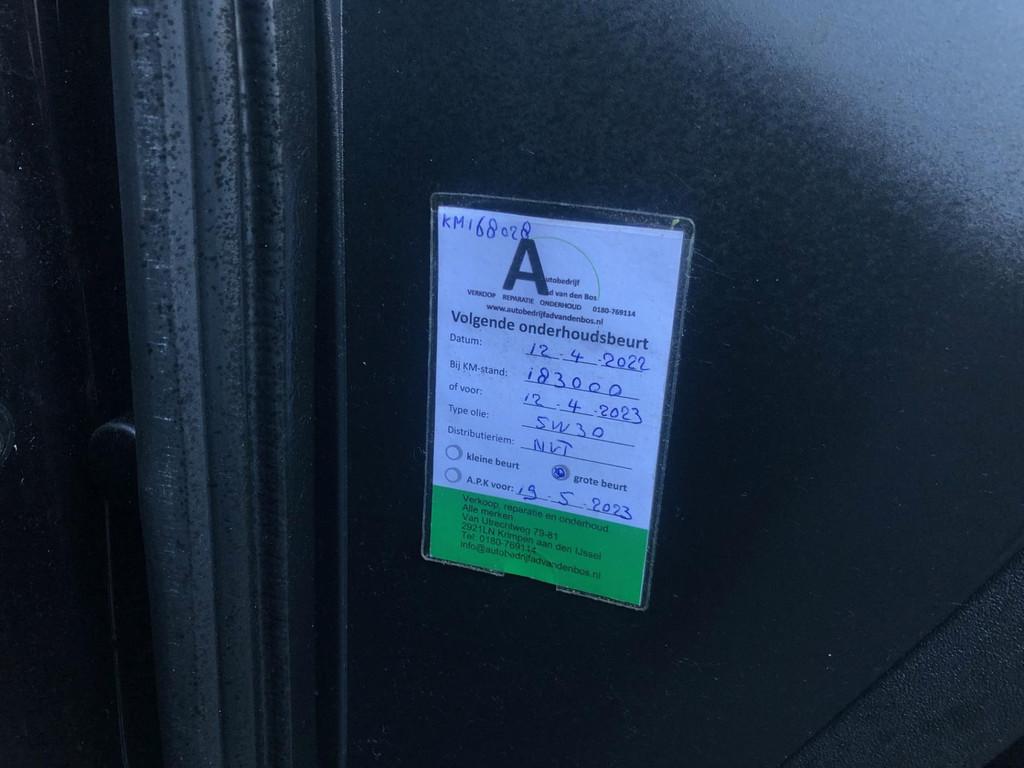 KM168028
Autobedrijf
Ad van den Bos
VERKOOP REPARATIE ONDERHOUD 0180-769114
www.autobedrijfadvandenbos.nl
Volgende onderhoudsbeurt
Datum: 12-4-2022
Bij KM-stand: 183000
of voor: 12-4-2023
Type olie: 5W30
Distributieriem: NVT
kleine beurt grote beurt
A.P.K voor: 19-5-2023
Verkoop, reparatie en onderhoud
Alle merken
Van Utrechtweg 79-81
2921LN Krimpen aan den IJssel
Tel: 0180-769114
info@autobedrijfadvandenbos.nl